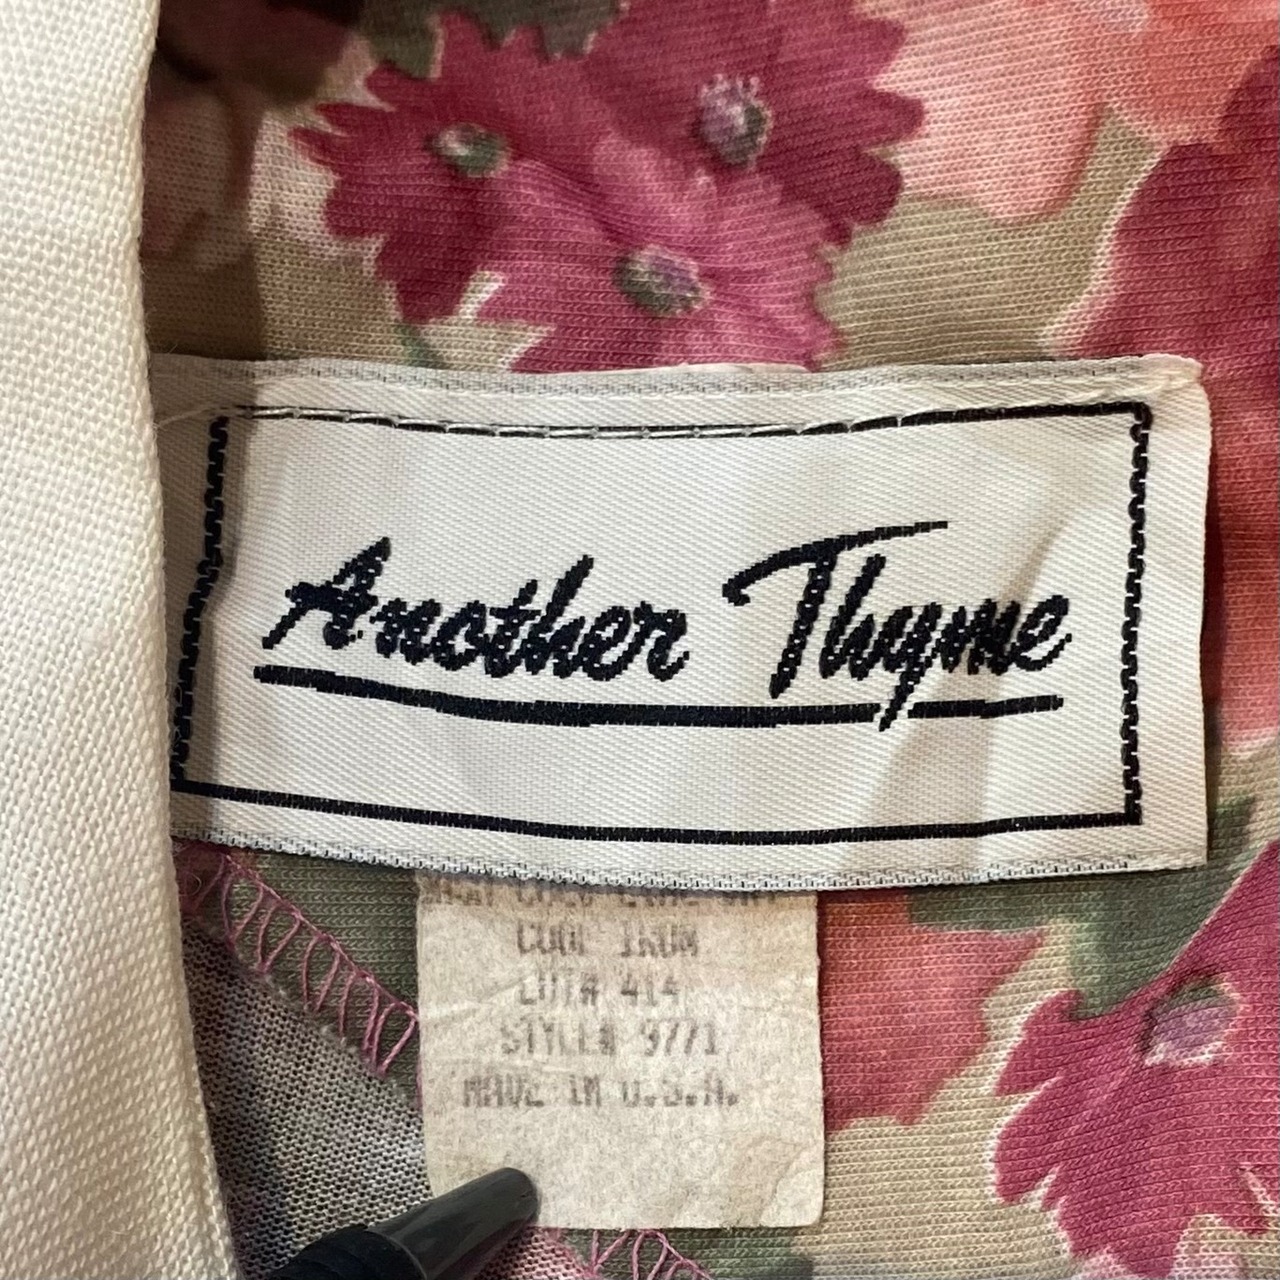 Another Thyme
COOL IRON
LOT# 414
STYLE# 9771
MADE IN U.S.A.